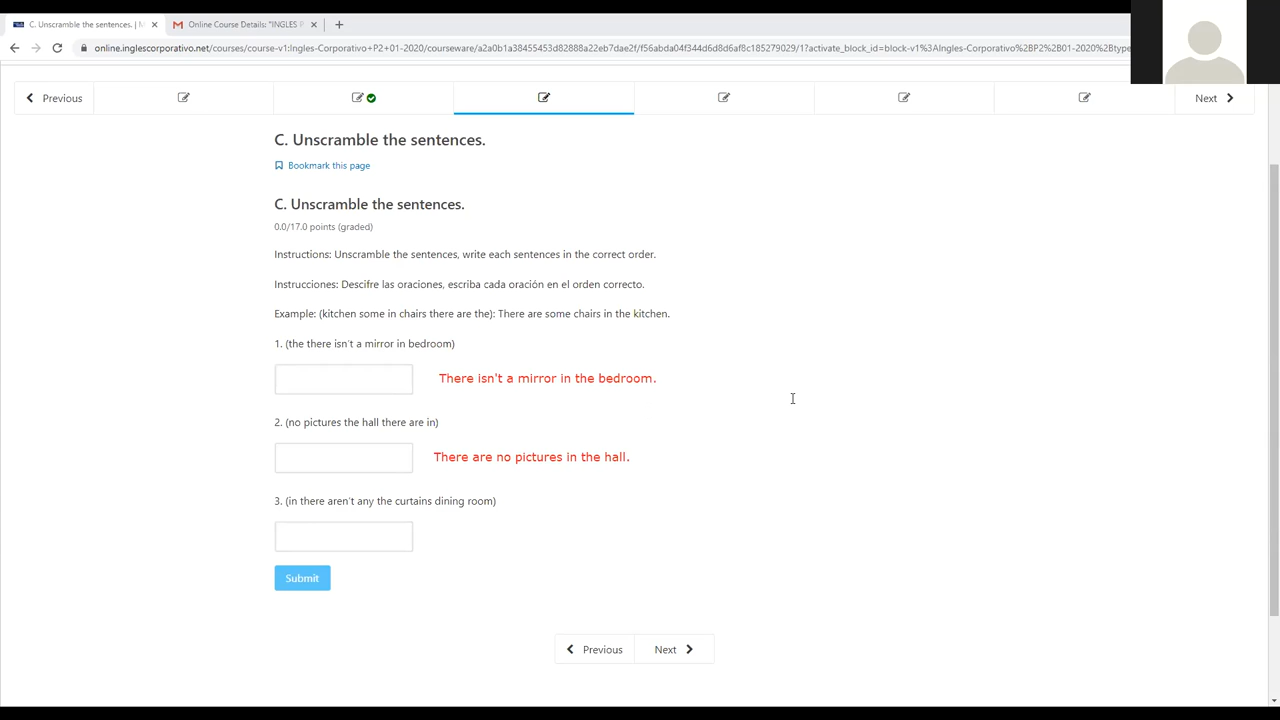 C. Unscramble the sentences. | M
Online Course Details: "INGLES P
online.inglescorporativo.net/courses/course-v1:Ingles-Corporativo+P2+01-2020/courseware/a2a0b1a38455453d82888a22eb7dae2f/f56abda04f344d6d8d6af8c185279029/1?activate_block_id=block-v1%3AIngles-Corporativo%2BP2%2B01-2020%2Btype
Previous
Next
C. Unscramble the sentences.
Bookmark this page
C. Unscramble the sentences.
0.0/17.0 points (graded)
Instructions: Unscramble the sentences, write each sentences in the correct order.
Instrucciones: Descifre las oraciones, escriba cada oración en el orden correcto.
Example: (kitchen some in chairs there are the): There are some chairs in the kitchen.
1. (the there isn't a mirror in bedroom)
There isn't a mirror in the bedroom.
2. (no pictures the hall there are in)
There are no pictures in the hall.
3. (in there aren't any the curtains dining room)
Submit
Previous
Next